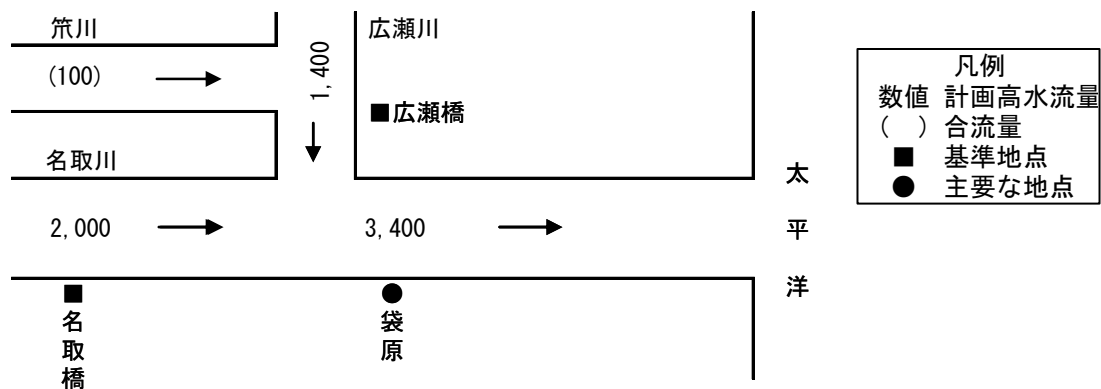 笊川
(100)
1,400
広瀬川
■広瀬橋
名取川
2,000
3,400
太平洋
■
名取橋
●
袋原
凡例
数値 計画高水流量
( ) 合流量
■ 基準地点
● 主要な地点